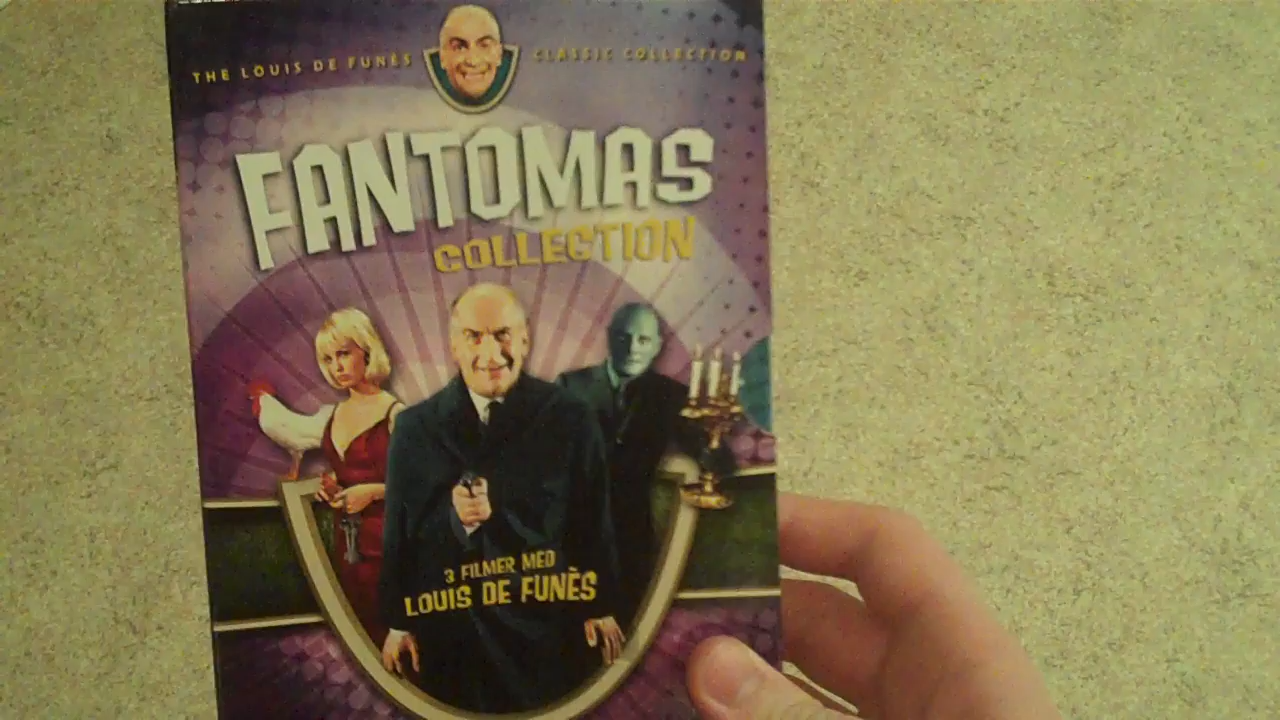 THE LOUIS DE FUNÈS CLASSIC COLLECTION
FANTOMAS
COLLECTION
3 FILMER MED
LOUIS DE FUNÈS